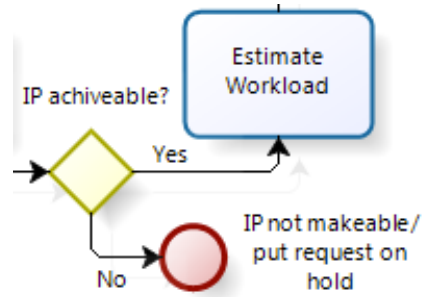 Estimate
Workload
IP achiveable?
Yes
IP not makeable/
put request on
hold
No